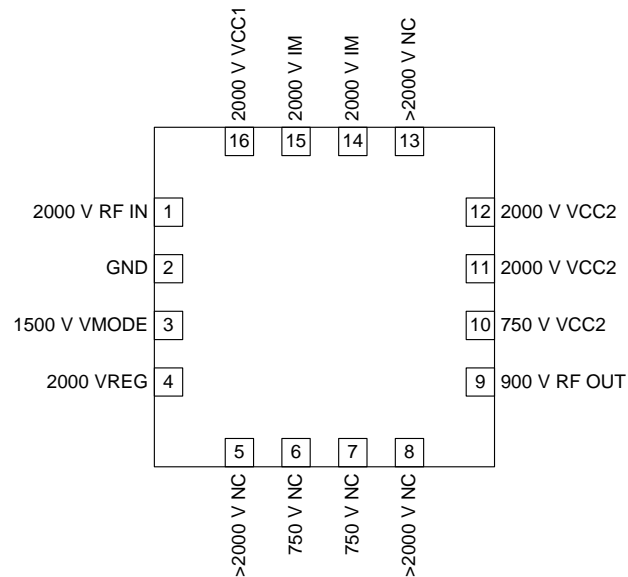 2000 V VCC1
2000 V IM
2000 V IM
>2000 V NC
16
15
14
13
2000 V RF IN
1
12
2000 V VCC2
GND
2
11
2000 V VCC2
1500 V VMODE
3
10
750 V VCC2
2000 VREG
4
9
900 V RF OUT
5
6
7
8
>2000 V NC
750 V NC
750 V NC
>2000 V NC